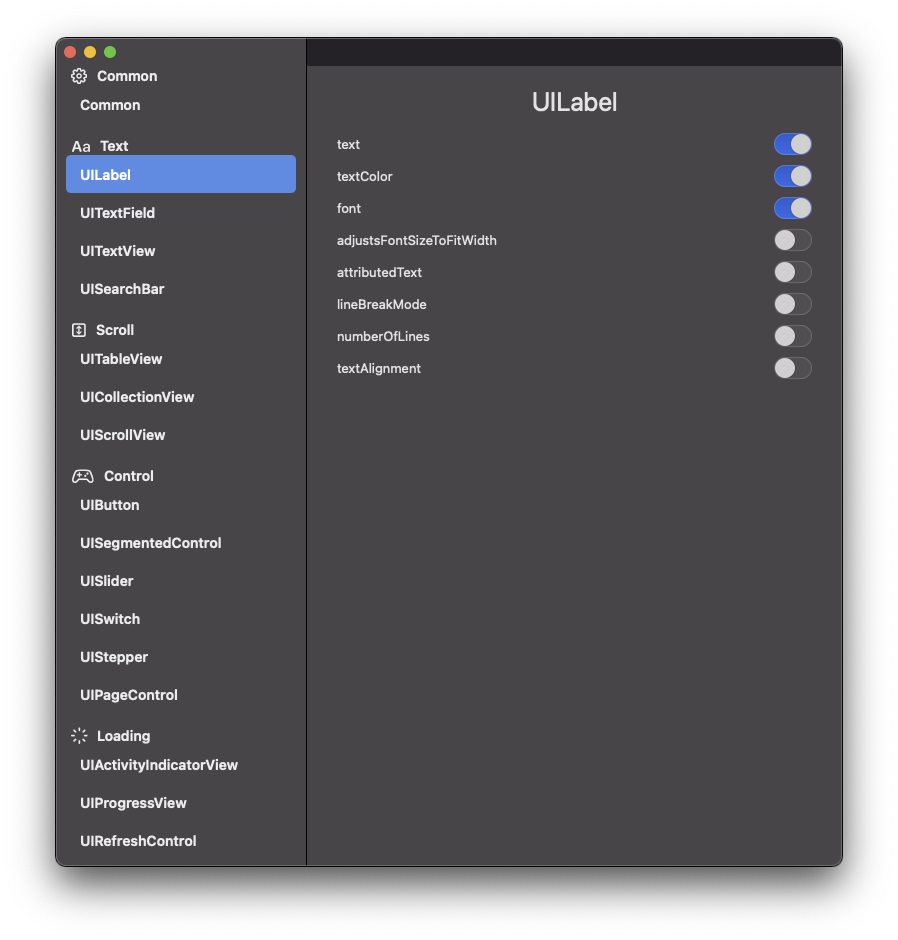 Common
Common
Aa Text
UILabel
UITextField
UITextView
UISearchBar
Scroll
UITableView
UICollectionView
UIScrollView
Control
UIButton
UISegmentedControl
UISlider
UISwitch
UIStepper
UIPageControl
Loading
UIActivityIndicatorView
UIProgressView
UIRefreshControl
UILabel
text
textColor
font
adjustsFontSizeToFitWidth
attributedText
lineBreakMode
numberOfLines
textAlignment